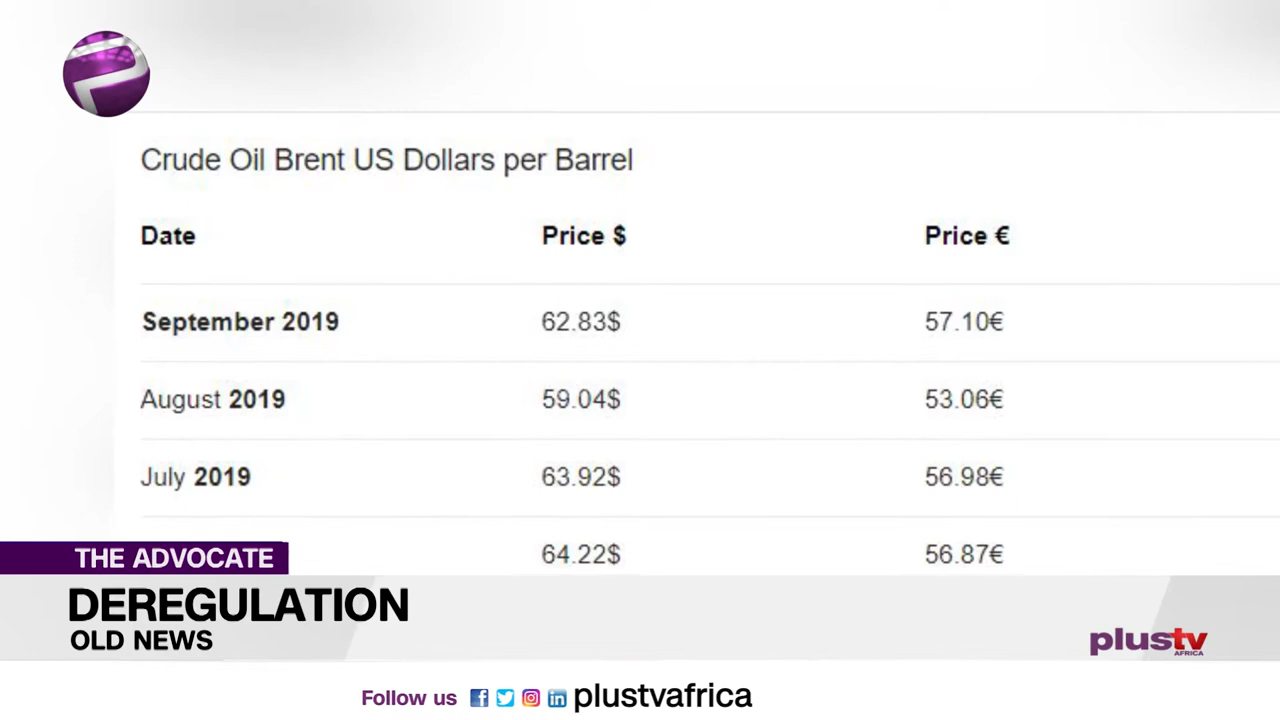 Crude Oil Brent US Dollars per Barrel
Date Price $ Price €
September 2019 62.83$ 57.10€
August 2019 59.04$ 53.06€
July 2019 63.92$ 56.98€
64.22$ 56.87€
THE ADVOCATE
DEREGULATION
OLD NEWS
plustv
AFRICA
Follow us plustvafrica